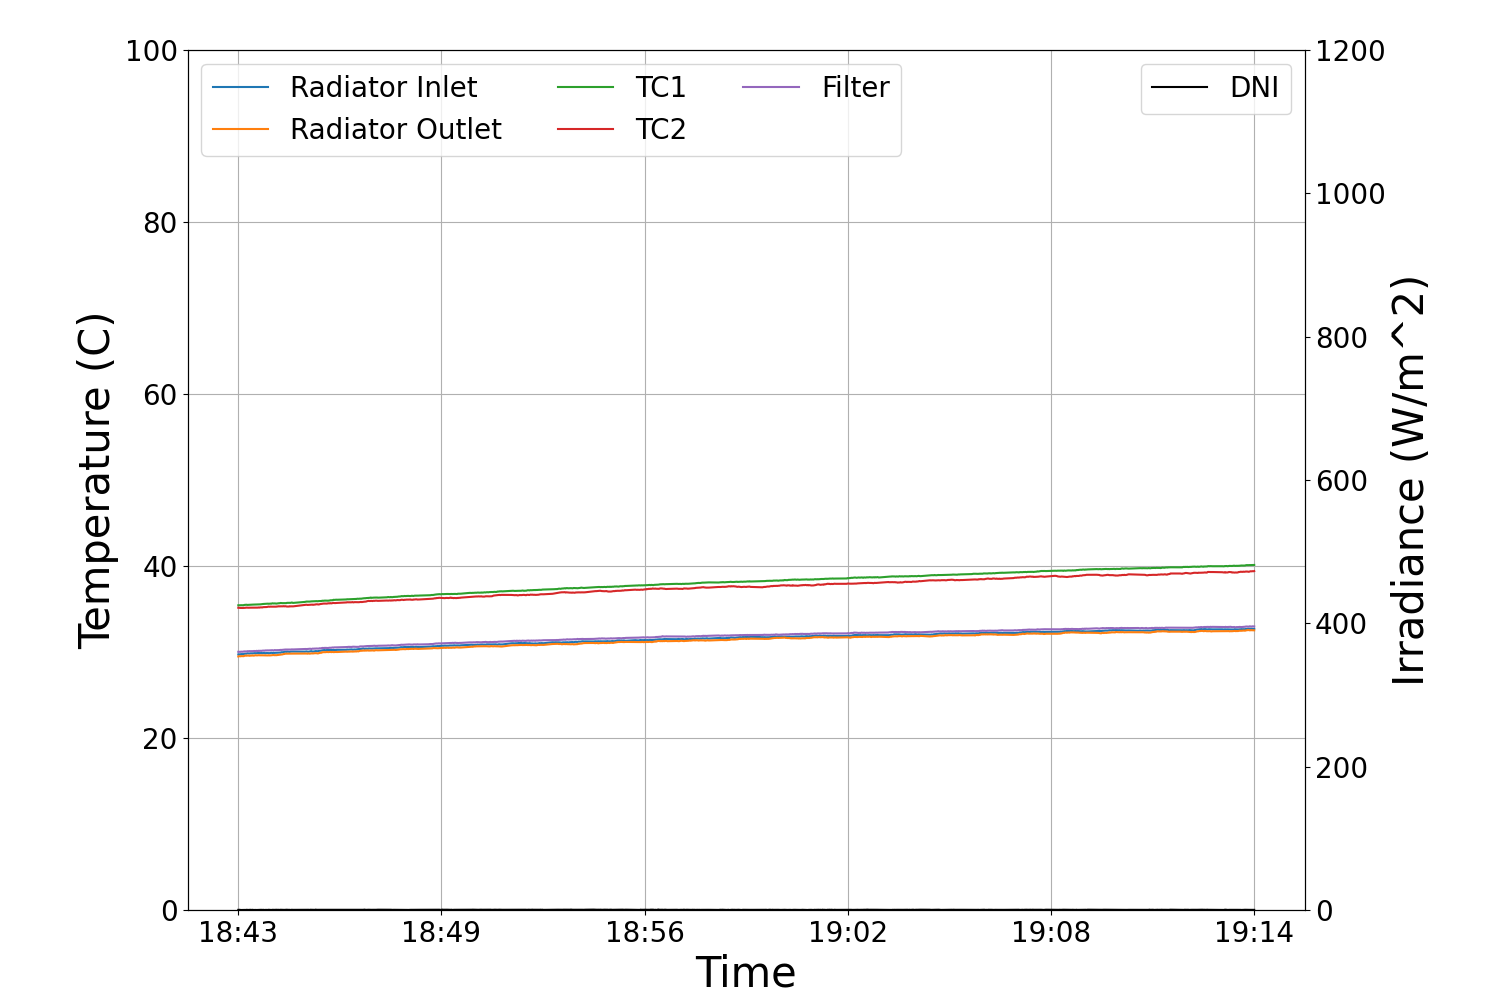 100
80
60
40
20
0
Temperature (C)
Radiator Inlet
Radiator Outlet
TC1
TC2
Filter
DNI
1200
1000
800
600
400
200
0
Irradiance (W/m^2)
18:43 18:49 18:56 19:02 19:08 19:14
Time